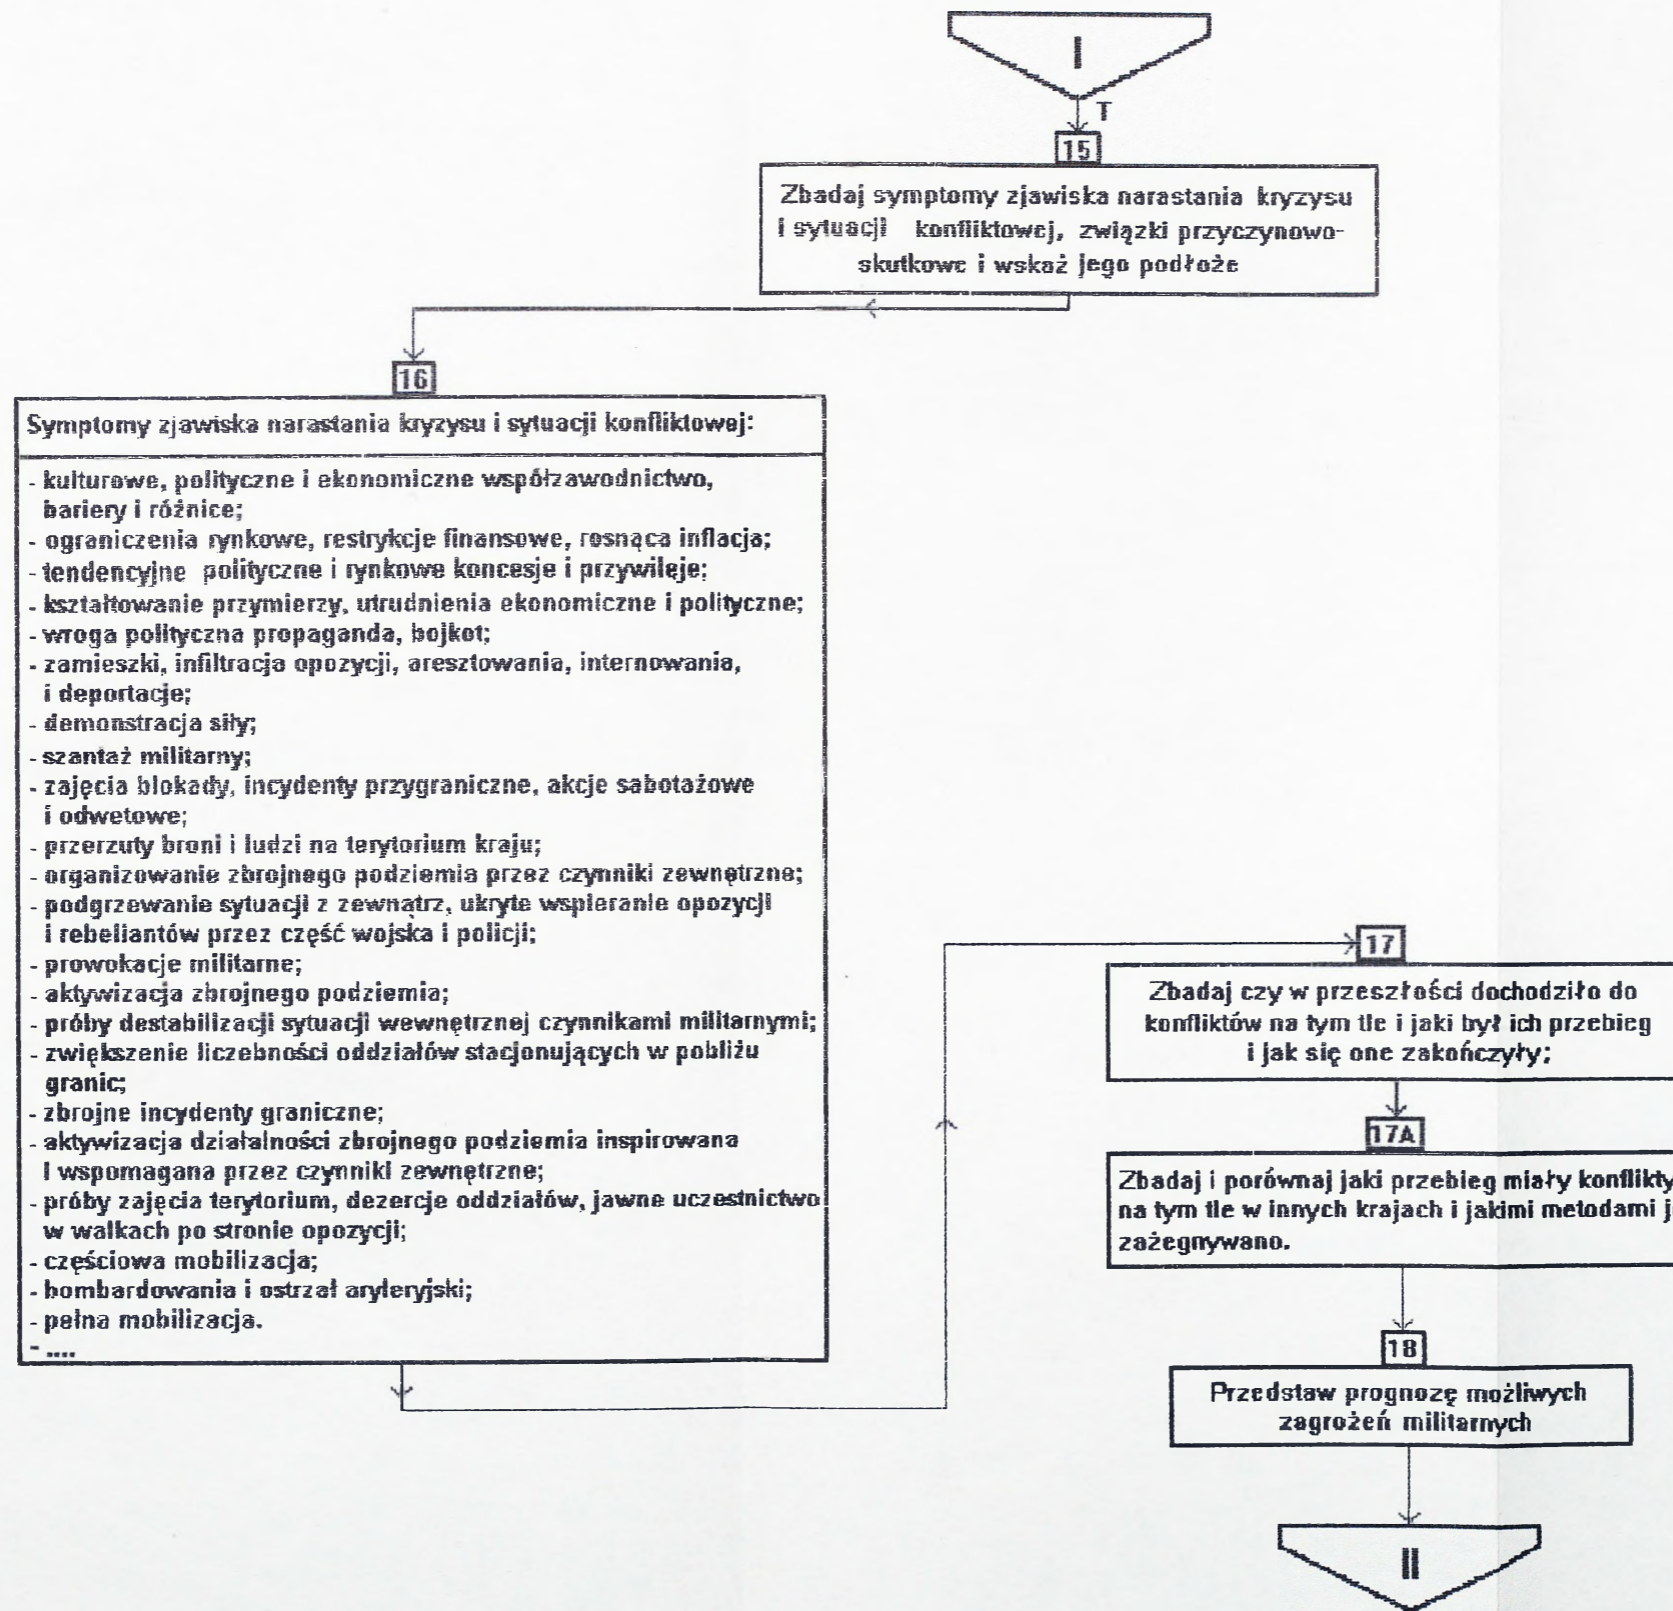 I
T
15
Zbadaj symptomy zjawiska narastania kryzysu
i sytuacji konfliktowej, związki przyczynowo-
skutkowe i wskaż jego podłoże
16
Symptomy zjawiska narastania kryzysu i sytuacji konfliktowej:
- kulturowe, polityczne i ekonomiczne współzawodnictwo,
bariery i różnice;
- ograniczenia rynkowe, restrykcje finansowe, rosnąca inflacja;
- tendencyjne polityczne i rynkowe koncesje i przywileje;
- kształtowanie przymierzy, utrudnienia ekonomiczne i polityczne;
- wroga polityczna propaganda, bojkot;
- zamieszki, infiltracja opozycji, aresztowania, internowania,
i deportacje;
- demonstracja siły;
- szantaż militarny;
- zajęcia blokady, incydenty przygraniczne, akcje sabotażowe
i odwetowe;
- przerzuty broni i ludzi na terytorium kraju;
- organizowanie zbrojnego podziemia przez czynniki zewnętrzne;
- podgrzewanie sytuacji z zewnątrz, ukryte wspieranie opozycji
i rebeliantów przez część wojska i policji;
- prowokacje militarne;
- aktywizacja zbrojnego podziemia;
- próby destabilizacji sytuacji wewnętrznej czynnikami militarnymi;
- zwiększenie liczebności oddziałów stacjonujących w pobliżu
granic;
- zbrojne incydenty graniczne;
- aktywizacja działalności zbrojnego podziemia inspirowana
I wspomagana przez czynniki zewnętrzne;
- próby zajęcia terytorium, dezercje oddziałów, jawne uczestnictwo
w walkach po stronie opozycji;
- częściowa mobilizacja;
- bombardowania i ostrzał aryleryjski;
- pełna mobilizacja.
- ....
17
Zbadaj czy w przeszłości dochodziło do
konfliktów na tym tle i jaki był ich przebieg
i jak się one zakończyły;
17A
Zbadaj i porównaj jaki przebieg miały konflikty
na tym tle w innych krajach i jakimi metodami j
zażegnywano.
18
Przedstaw prognozę możliwych
zagrożeń militarnych
II